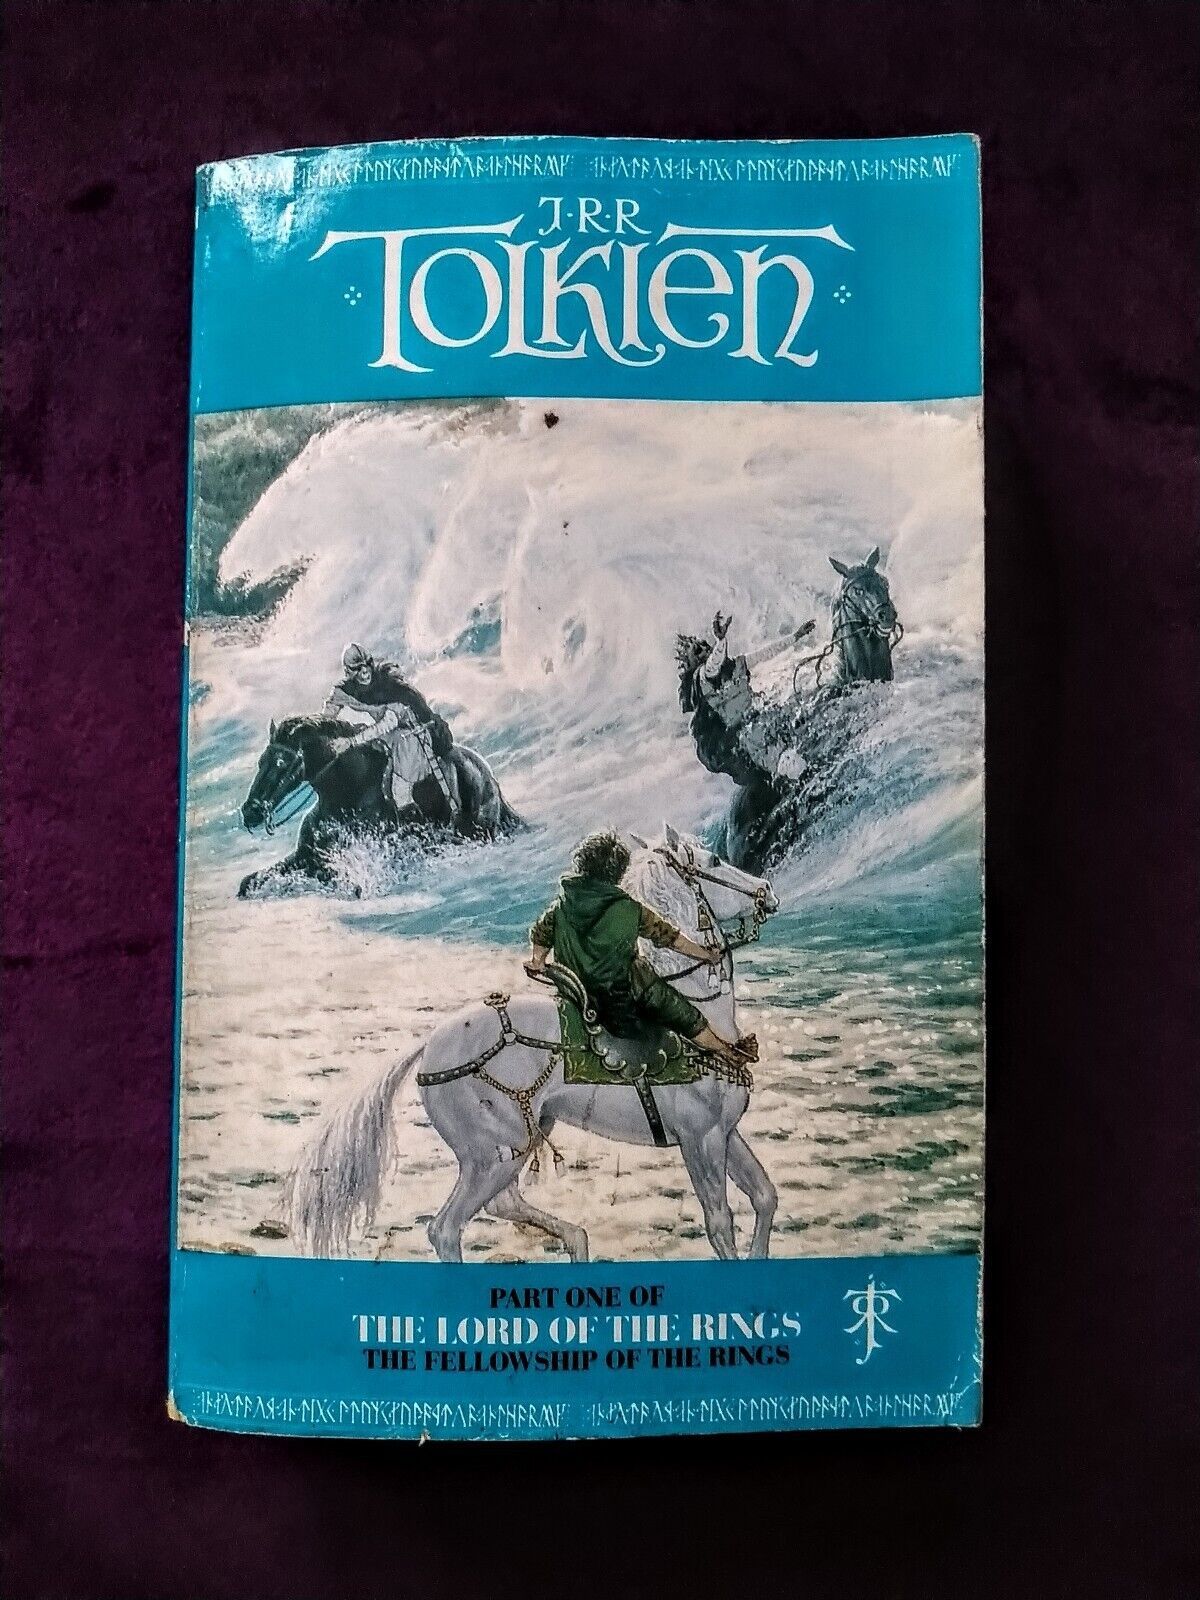 J·R·R
TOLKIEN
PART ONE OF
THE LORD OF THE RINGS
THE FELLOWSHIP OF THE RINGS